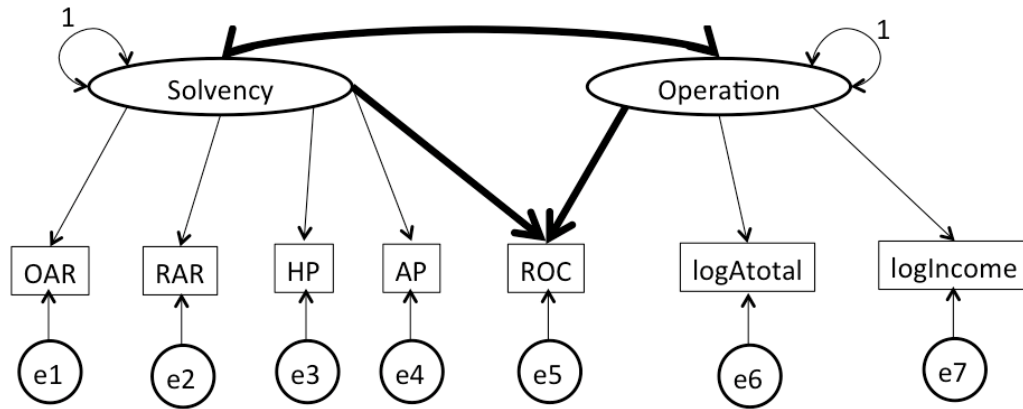 1
1
Solvency
Operation
OAR
RAR
HP
AP
ROC
logAtotal
logIncome
e1
e2
e3
e4
e5
e6
e7